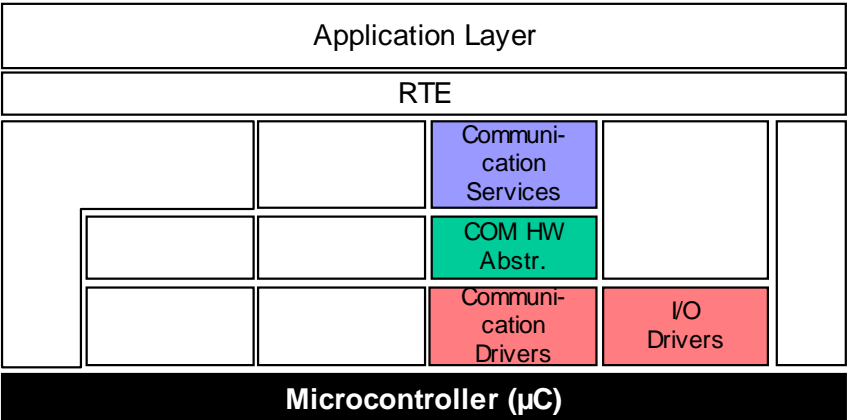 Application Layer
RTE
Communi-
cation
Services
COM HW
Abstr.
Communi-
cation
Drivers
I/O
Drivers
Microcontroller (µC)